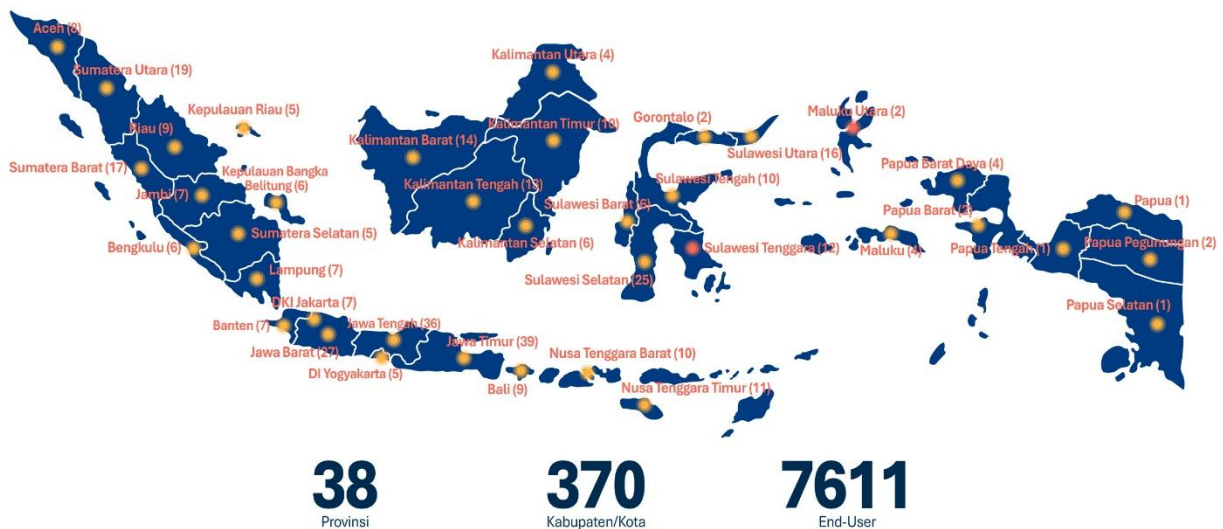 Aceh (8)
Sumatera Utara (19)
Kepulauan Riau (5)
Riau (9)
Sumatera Barat (17)
Kepulauan Bangka
Belitung (6)
Jambi (7)
Sumatera Selatan (5)
Bengkulu (6)
Lampung (7)
DKI Jakarta (7)
Banten (7)
Jawa Barat (27)
Jawa Tengah (36)
DI Yogyakarta (5)
Jawa Timur (39)
Bali (9)
Nusa Tenggara Barat (10)
Nusa Tenggara Timur (11)
Kalimantan Utara (4)
Kalimantan Timur (10)
Kalimantan Barat (14)
Kalimantan Tengah (13)
Kalimantan Selatan (6)
Gorontalo (2)
Sulawesi Utara (16)
Sulawesi Tengah (10)
Sulawesi Barat (6)
Sulawesi Tenggara (12)
Sulawesi Selatan (25)
Maluku Utara (2)
Maluku (4)
Papua Barat Daya (4)
Papua Barat (2)
Papua Tengah (1)
Papua (1)
Papua Pegunungan (2)
Papua Selatan (1)
38
Provinsi
370
Kabupaten/Kota
7611
End-User